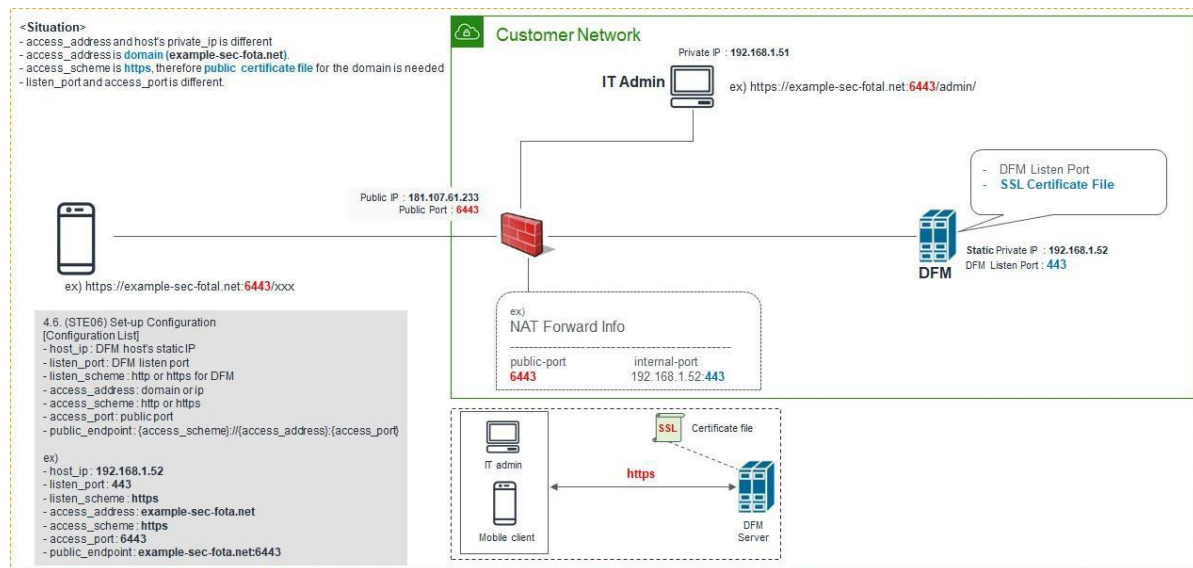 <Situation>
- access_address and host's private_ip is different
- access_address is domain (example-sec-fota.net).
- access_scheme is https, therefore public certificate file for the domain is needed
- listen_port and access_port is different.
Customer Network
Private IP : 192.168.1.51
IT Admin
ex) https://example-sec-fotal.net:6443/admin/
- DFM Listen Port
- SSL Certificate File
Public IP : 181.107.61.233
Public Port : 6443
Static Private IP : 192.168.1.52
DFM Listen Port : 443
DFM
ex) https://example-sec-fotal.net:6443/xxx
ex)
NAT Forward Info
public-port internal-port
6443 192.168.1.52:443
4.6. (STE06) Set-up Configuration
[Configuration List]
- host_ip : DFM host's static IP
- listen_port : DFM listen port
- listen_scheme : http or https for DFM
- access_address : domain or ip
- access_scheme : http or https
- access_port : public port
- public_endpoint : {access_scheme}://{access_address}:{access_port}
ex)
- host_ip : 192.168.1.52
- listen_port : 443
- listen_scheme : https
- access_address : example-sec-fota.net
- access_scheme : https
- access_port : 6443
- public_endpoint : example-sec-fota.net:6443
SSL
Certificate file
IT admin
https
Mobile client
DFM
Server